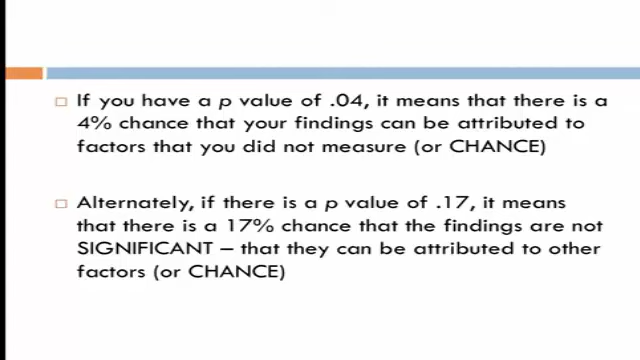 If you have a p value of .04, it means that there is a
4% chance that your findings can be attributed to
factors that you did not measure (or CHANCE)
Alternately, if there is a p value of .17, it means
that there is a 17% chance that the findings are not
SIGNIFICANT – that they can be attributed to other
factors (or CHANCE)